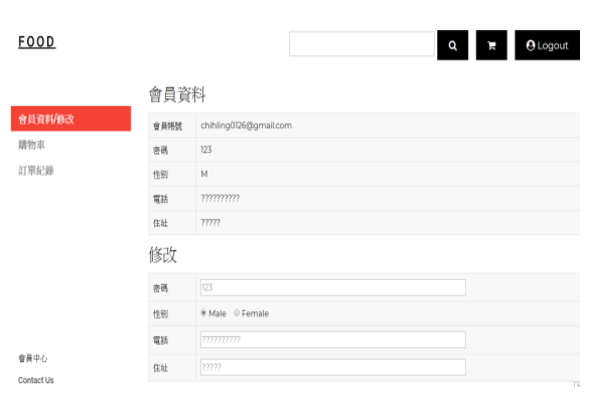 FOOD
Logout
會員資料/修改
購物車
訂單紀錄
會員資料
會員帳號 chihling0126@gmail.com
密碼 123
性別 M
電話 ??????????
住址 ?????
修改
密碼 123
性別 Male Female
電話 ??????????
住址 ?????
會員中心
Contact Us